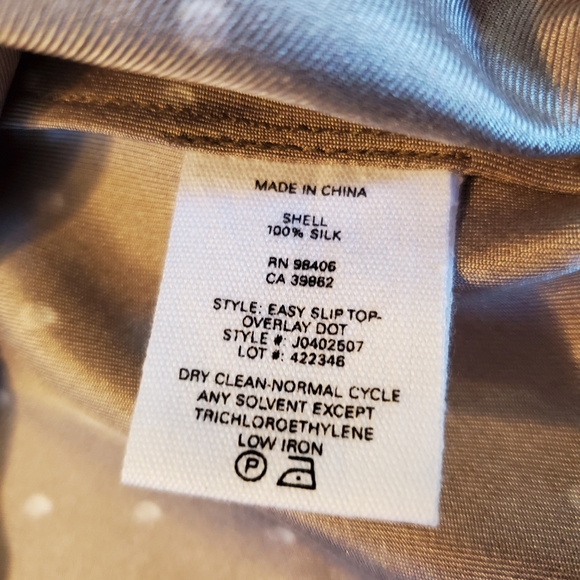 MADE IN CHINA
SHELL
100% SILK
RN 98406
CA 39862
STYLE: EASY SLIP TOP-
OVERLAY DOT
STYLE #: J0402507
LOT #: 422346
DRY CLEAN-NORMAL CYCLE
ANY SOLVENT EXCEPT
TRICHLOROETHYLENE
LOW IRON
P